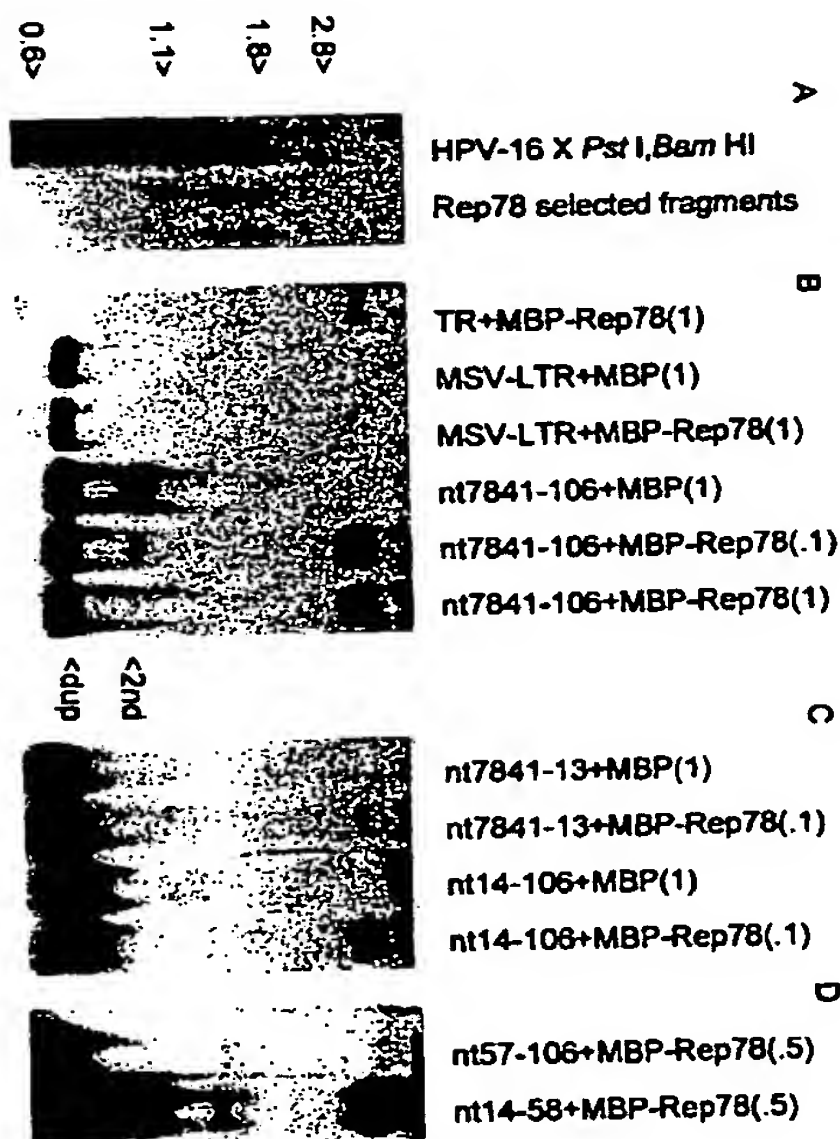 A
HPV-16 X Pst I,Bam HI
Rep78 selected fragments
2.8>
1.8>
1.1>
0.6>
B
TR+MBP-Rep78(1)
MSV-LTR+MBP(1)
MSV-LTR+MBP-Rep78(1)
nt7841-106+MBP(1)
nt7841-106+MBP-Rep78(.1)
nt7841-106+MBP-Rep78(1)
<2nd
<dup
C
nt7841-13+MBP(1)
nt7841-13+MBP-Rep78(.1)
nt14-106+MBP(1)
nt14-106+MBP-Rep78(.1)
D
nt57-106+MBP-Rep78(.5)
nt14-58+MBP-Rep78(.5)